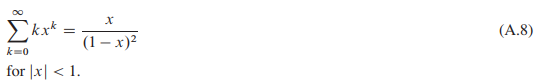 ∞
∑ kx^k = x / (1 − x)^2 (A.8)
k=0
for |x| < 1.